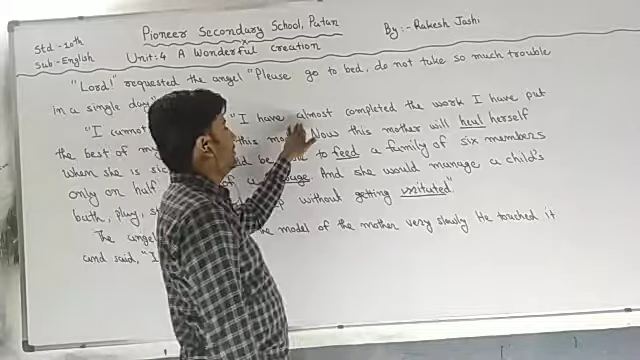 Std - 10th
Sub - English
Pioneer Secondary School, Patan
Unit: 4 A Wonderful Creation
By :- Rakesh Jashi
"Lord!" requested the angel "Please go to bed, do not take so much trouble
in a single day"
"I cannot "I have almost completed the work I have put
the best of this Now this mother will heal herself
when she is to feed a family of six members
only on half of a And she would manage a child's
bath, play, without getting irritated"
The the model of the mother very slowly He touched it
and said, "I